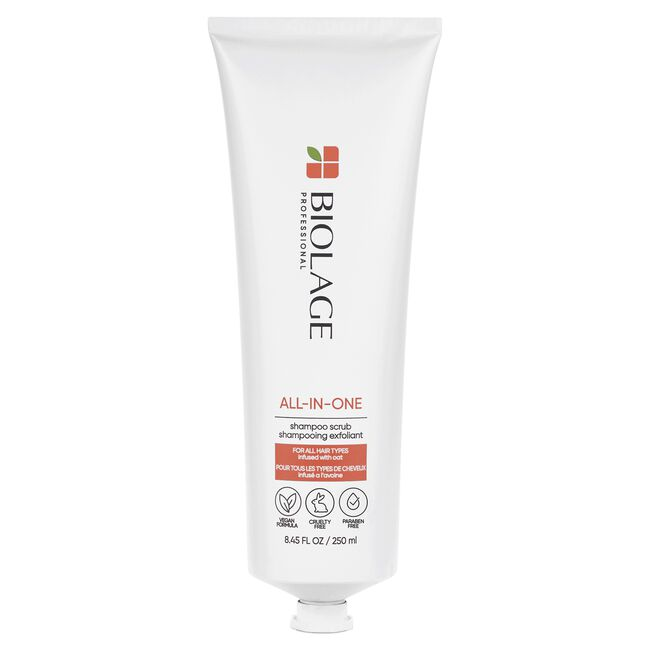 BIOLAGE
PROFESSIONAL
ALL-IN-ONE
shampoo scrub
shampooing exfoliant
FOR ALL HAIR TYPES
infused with oat
POUR TOUS LES TYPES DE CHEVEUX
infusé a l'avoine
VEGAN
FORMULA
CRUELTY
FREE
PARABEN
FREE
8.45 FL OZ / 250 ml